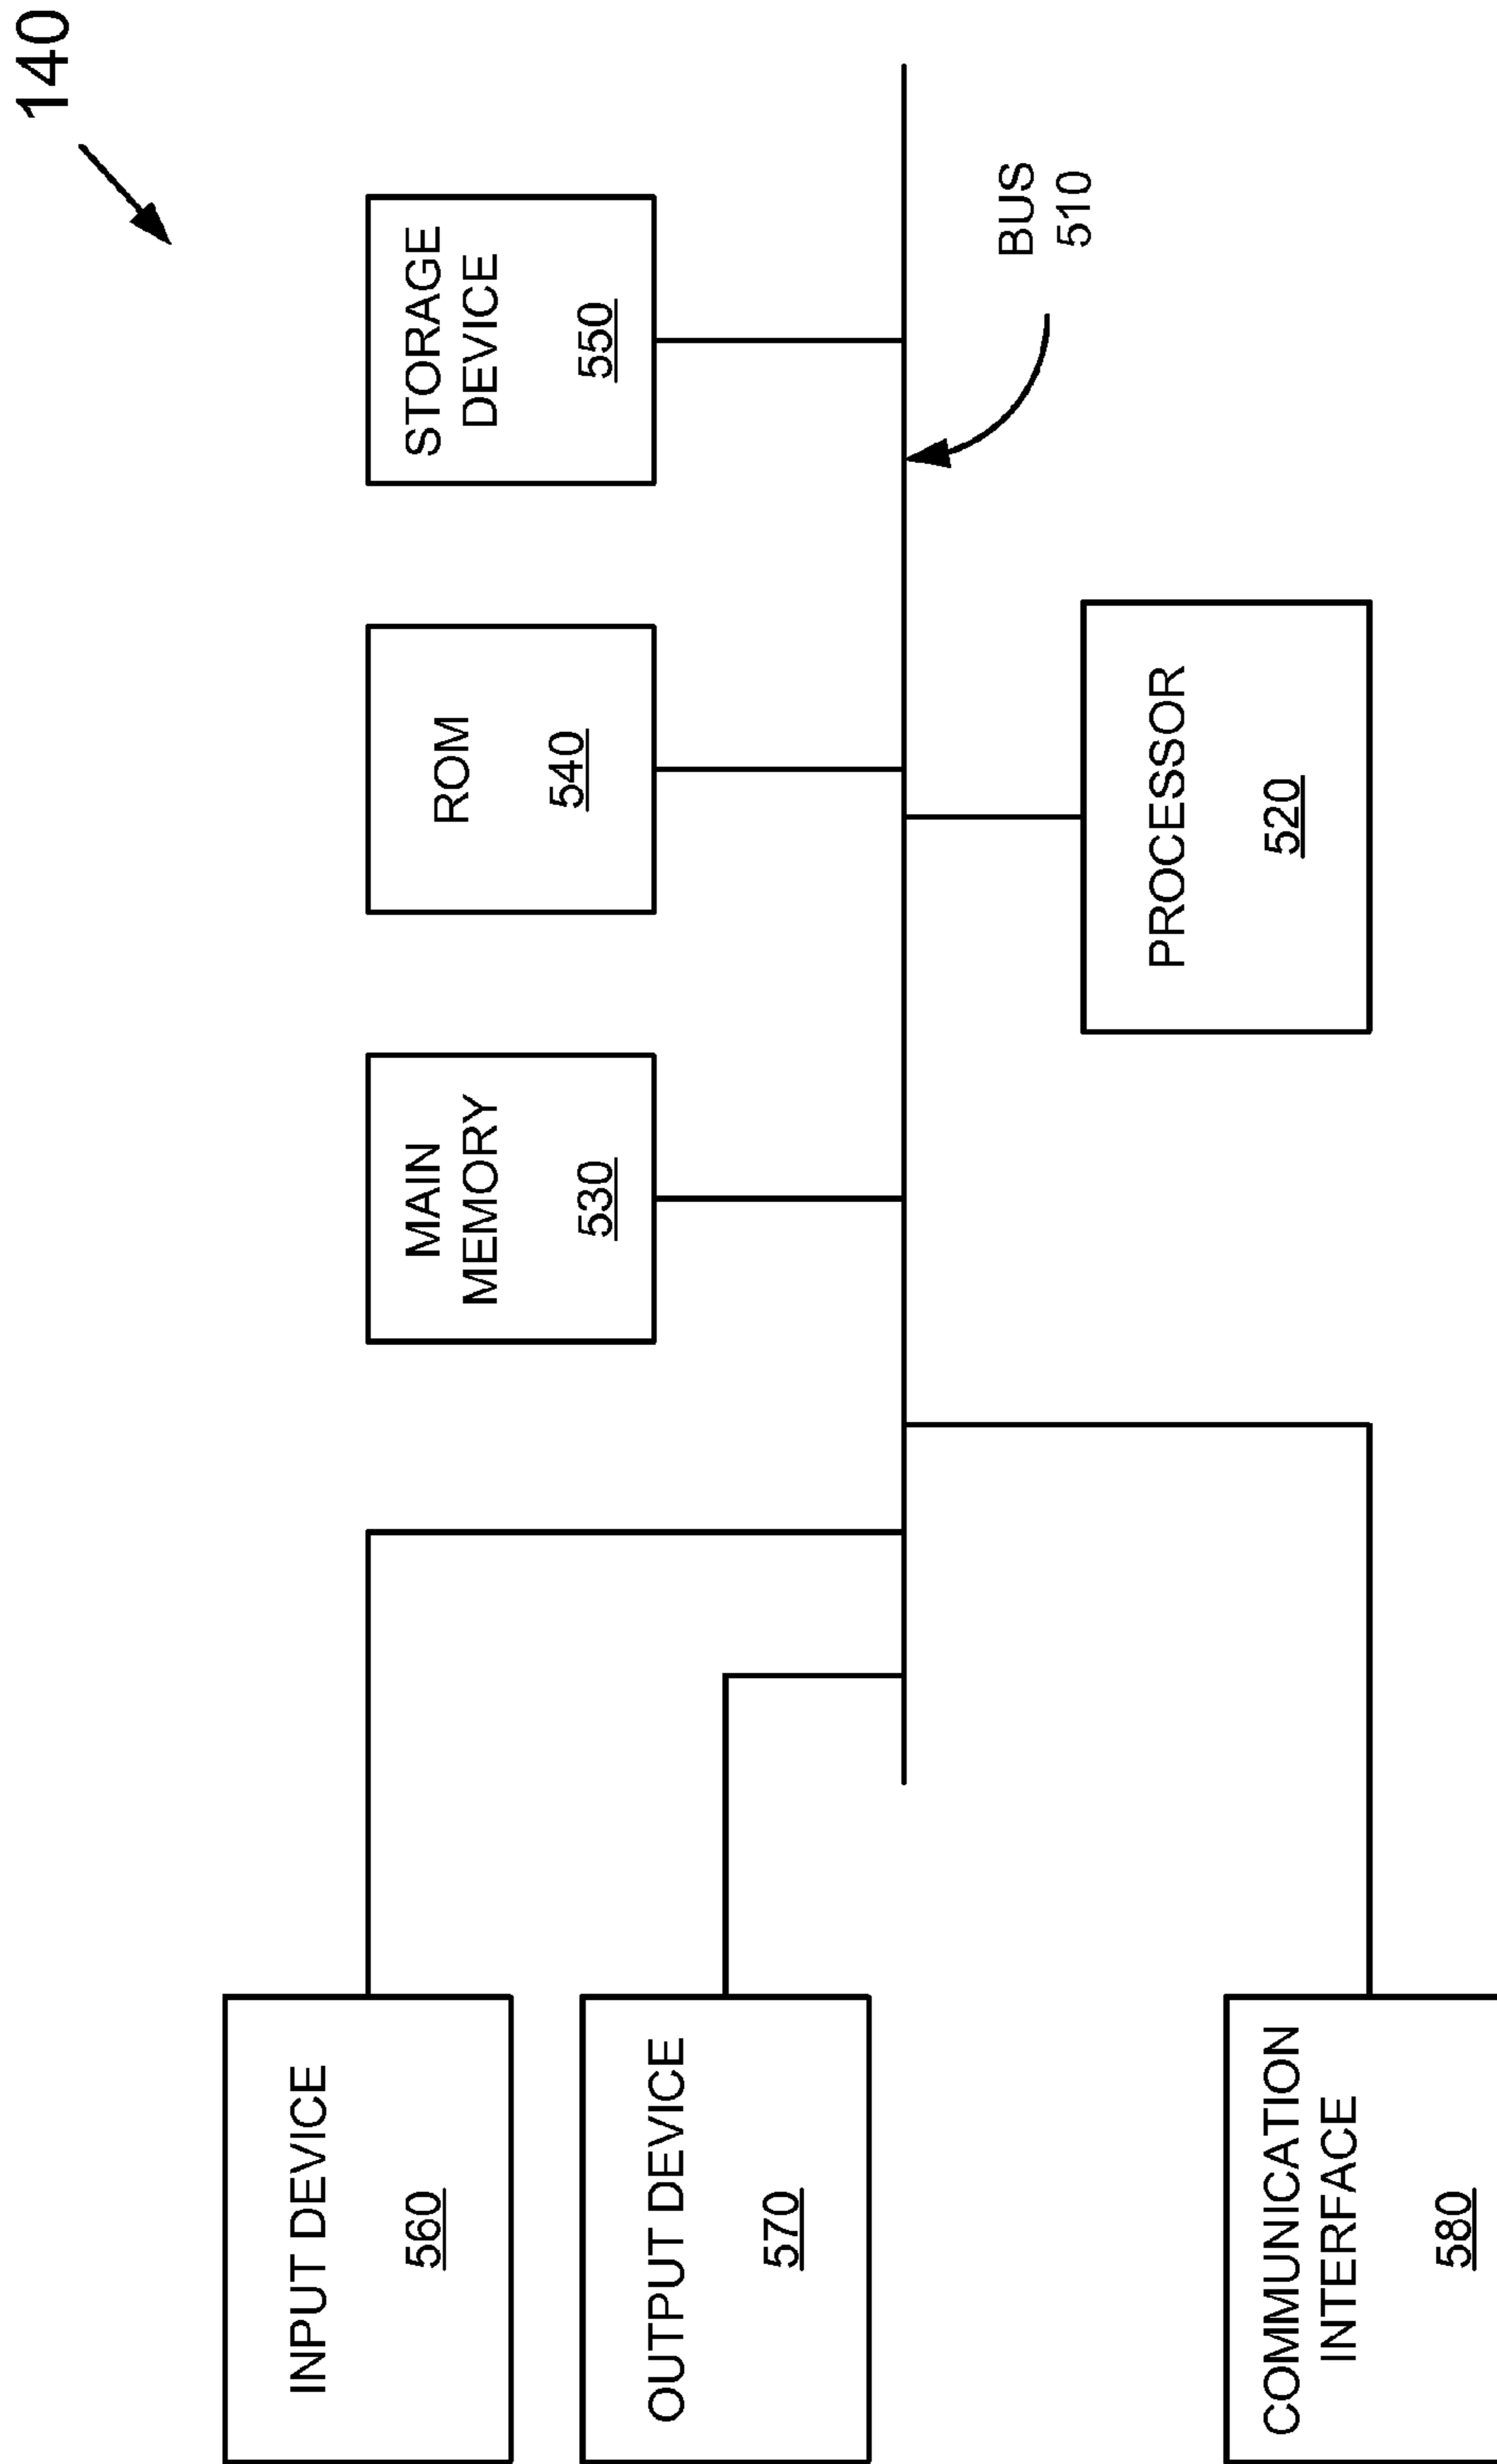 140
INPUT DEVICE
560
OUTPUT DEVICE
570
COMMUNICATION
INTERFACE
580
MAIN
MEMORY
530
ROM
540
STORAGE
DEVICE
550
BUS
510
PROCESSOR
520